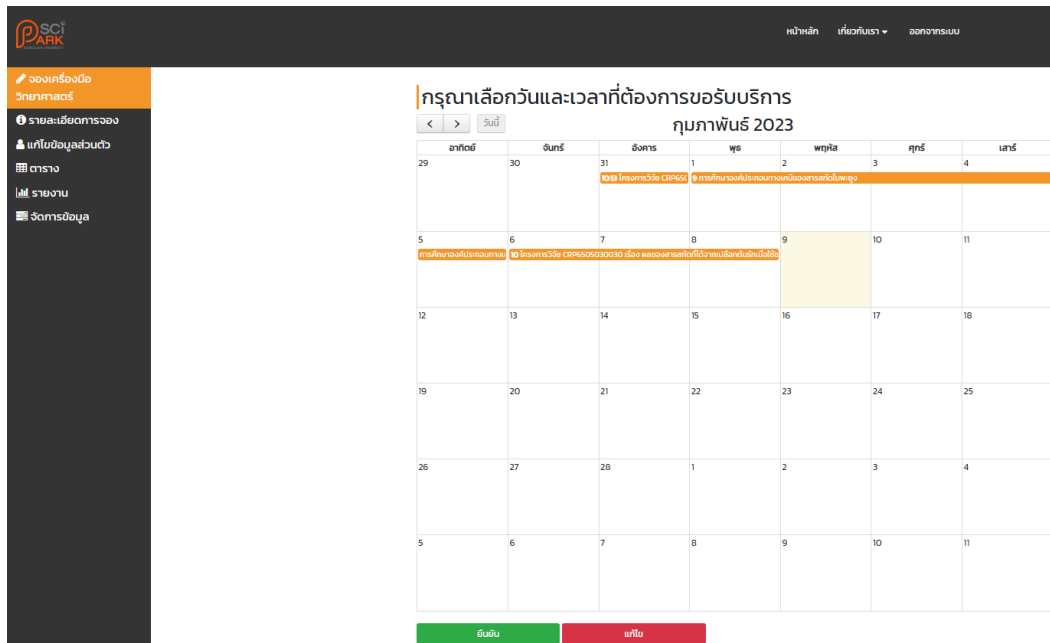 SCi
PARK
หน้าหลัก เกี่ยวกับเรา ออกจากระบบ
จองเครื่องมือ
วิทยาศาสตร์
รายละเอียดการจอง
แก้ไขข้อมูลส่วนตัว
ตาราง
รายงาน
จัดการข้อมูล
กรุณาเลือกวันและเวลาที่ต้องการขอรับบริการ
วันนี้ กุมภาพันธ์ 2023
อาทิตย์ จันทร์ อังคาร พุธ พฤหัส ศุกร์ เสาร์
29 30 31 1 2 3 4
10:13 โครงการวิจัย CRP650 9 การศึกษาองค์ประกอบทางเคมีของสารสกัดใบพะยูง
5 6 7 8 9 10 11
การศึกษาองค์ประกอบทางเ 10 โครงการวิจัย CRP6505030030 เรื่อง ผลของสารสกัดที่ได้จากเปลือกต้นรักเมื่อใช้ช
12 13 14 15 16 17 18
19 20 21 22 23 24 25
26 27 28 1 2 3 4
5 6 7 8 9 10 11
ยืนยัน แก้ไข